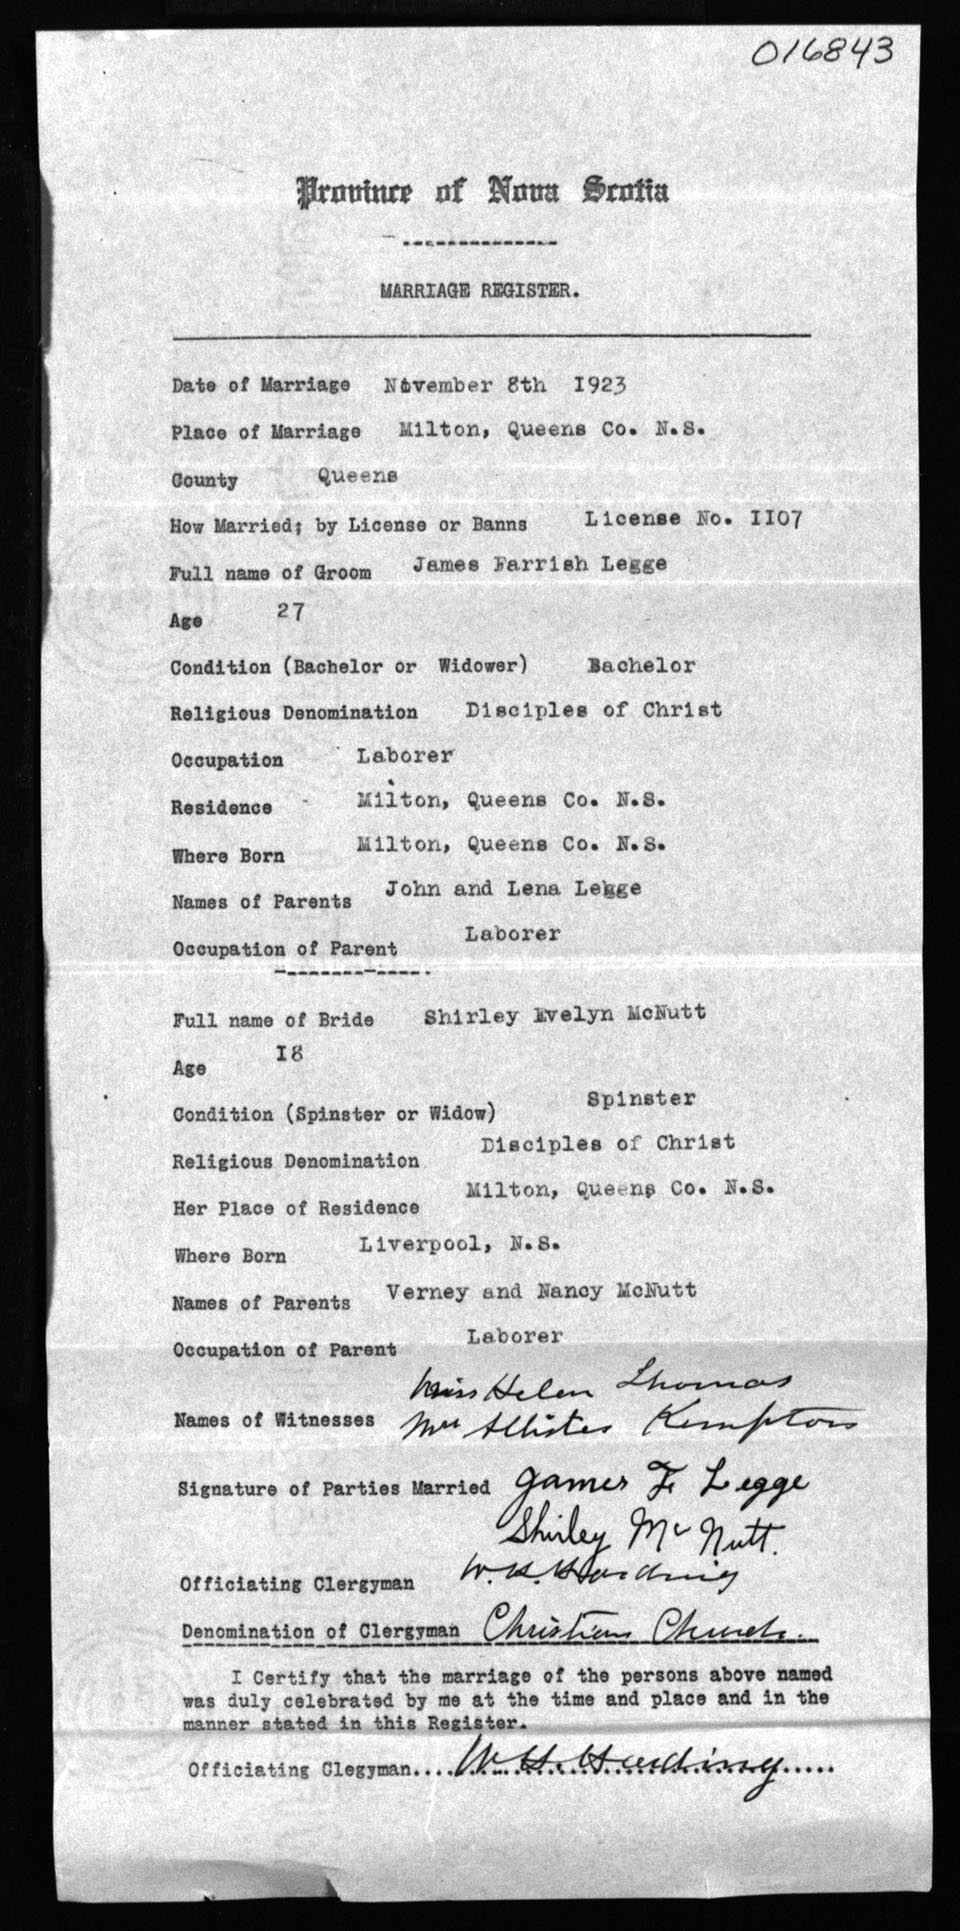 016843
Province of Nova Scotia
MARRIAGE REGISTER.
Date of Marriage November 8th I923
Place of Marriage Milton, Queens Co. N.S.
County Queens
How Married; by License or Banns License No. II07
Full name of Groom James Farrish Legge
Age 27
Condition (Bachelor or Widower) Bachelor
Religious Denomination Disciples of Christ
Occupation Laborer
Residence Milton, Queens Co. N.S.
Where Born Milton, Queens Co. N.S.
Names of Parents John and Lena Legge
Occupation of Parent Laborer
Full name of Bride Shirley Evelyn McNutt
Age I8
Condition (Spinster or Widow) Spinster
Religious Denomination Disciples of Christ
Her Place of Residence Milton, Queens Co. N.S.
Where Born Liverpool, N.S.
Names of Parents Verney and Nancy McNutt
Occupation of Parent Laborer
Miss Helen Thomas
Names of Witnesses Kempton
Signature of Parties Married James F Legge
Shirley McNutt.
Officiating Clergyman W.H. Harding
Denomination of Clergyman Christian Church.
I Certify that the marriage of the persons above named
was duly celebrated by me at the time and place and in the
manner stated in this Register.
Officiating Clegyman.... W.H. Harding .....